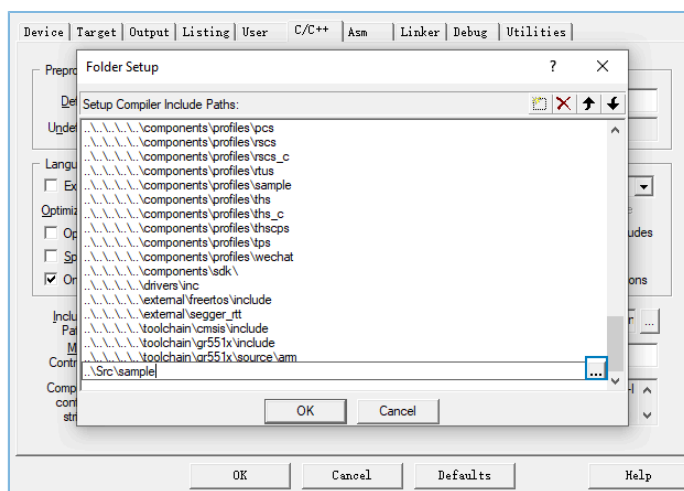 Device Target Output Listing User C/C++ Asm Linker Debug Utilities
Folder Setup ? ×
Setup Compiler Include Paths:
..\..\..\..\..\components\profiles\pcs
..\..\..\..\..\components\profiles\rscs
..\..\..\..\..\components\profiles\rscs_c
..\..\..\..\..\components\profiles\rtus
..\..\..\..\..\components\profiles\sample
..\..\..\..\..\components\profiles\ths
..\..\..\..\..\components\profiles\ths_c
..\..\..\..\..\components\profiles\thscps
..\..\..\..\..\components\profiles\tps
..\..\..\..\..\components\profiles\wechat
..\..\..\..\..\components\sdk\
..\..\..\..\..\drivers\inc
..\..\..\..\..\external\freertos\include
..\..\..\..\..\external\segger_rtt
..\..\..\..\..\toolchain\cmsis\include
..\..\..\..\..\toolchain\gr551x\include
..\..\..\..\..\toolchain\gr551x\source\arm
..\Src\sample ...
OK Cancel
OK Cancel Defaults Help